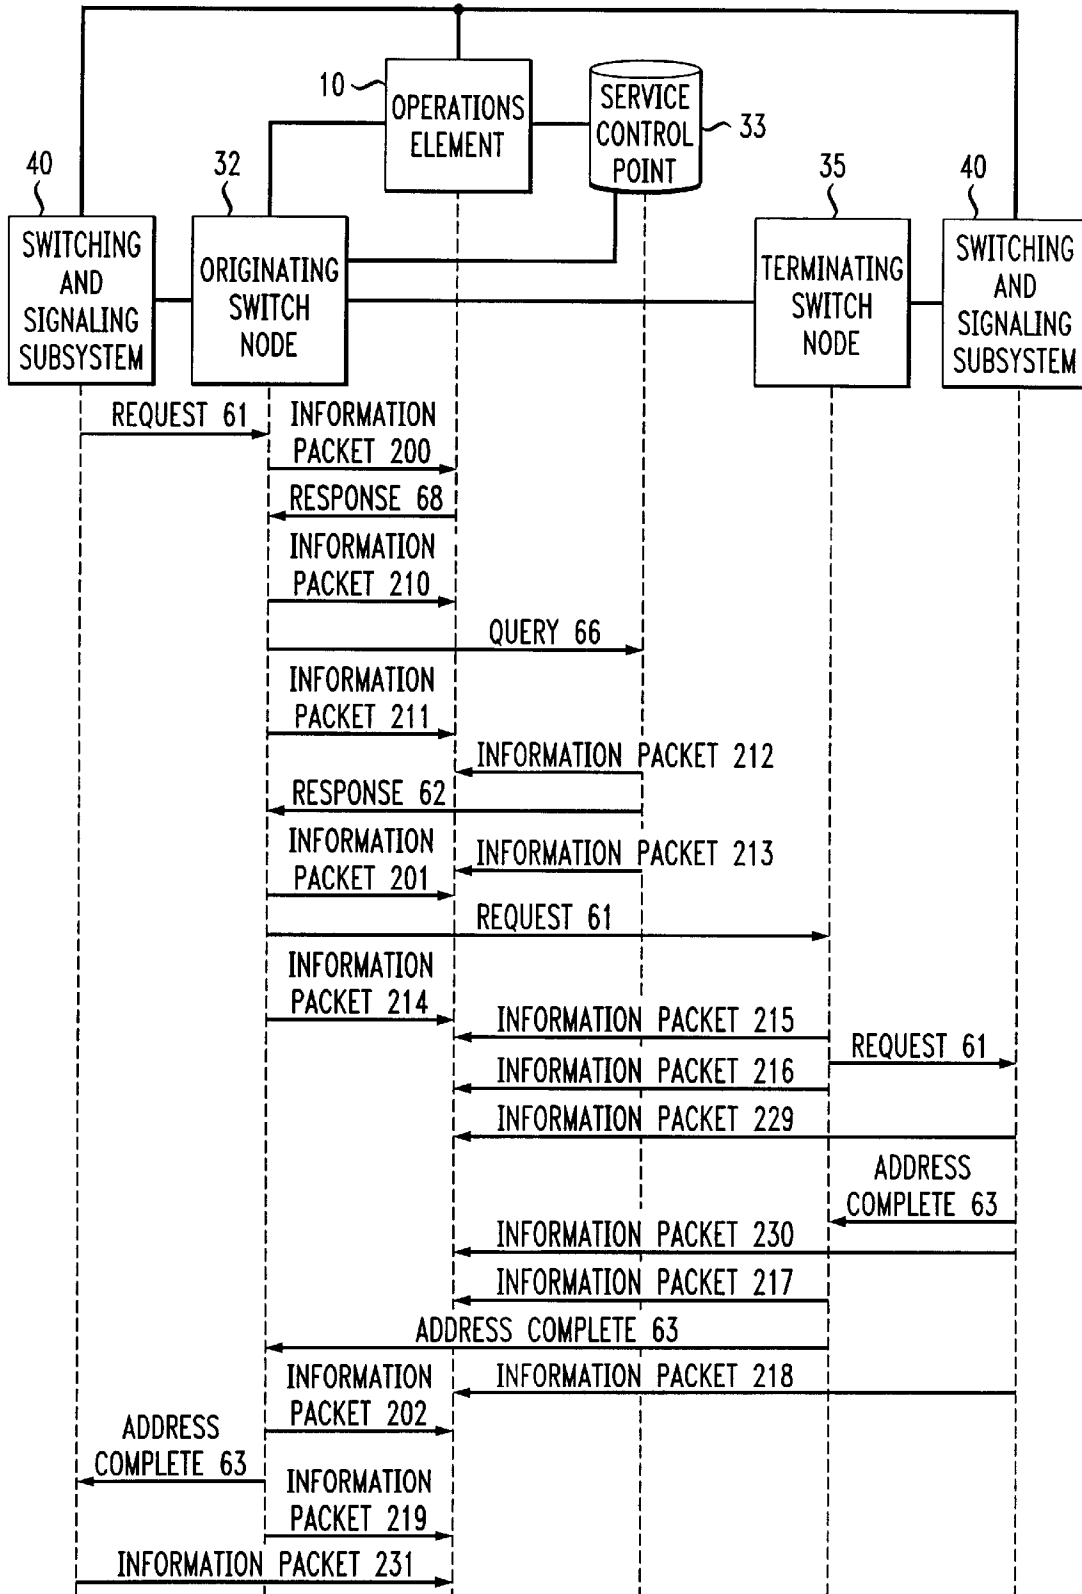 10
OPERATIONS
ELEMENT
SERVICE
CONTROL
POINT
33
40
SWITCHING
AND
SIGNALING
SUBSYSTEM
32
ORIGINATING
SWITCH
NODE
35
TERMINATING
SWITCH
NODE
40
SWITCHING
AND
SIGNALING
SUBSYSTEM
REQUEST 61
INFORMATION
PACKET 200
RESPONSE 68
INFORMATION
PACKET 210
QUERY 66
INFORMATION
PACKET 211
INFORMATION PACKET 212
RESPONSE 62
INFORMATION
PACKET 201
INFORMATION PACKET 213
REQUEST 61
INFORMATION
PACKET 214
INFORMATION PACKET 215
REQUEST 61
INFORMATION PACKET 216
INFORMATION PACKET 229
ADDRESS
COMPLETE 63
INFORMATION PACKET 230
INFORMATION PACKET 217
ADDRESS COMPLETE 63
INFORMATION PACKET 218
INFORMATION
PACKET 202
ADDRESS
COMPLETE 63
INFORMATION
PACKET 219
INFORMATION PACKET 231